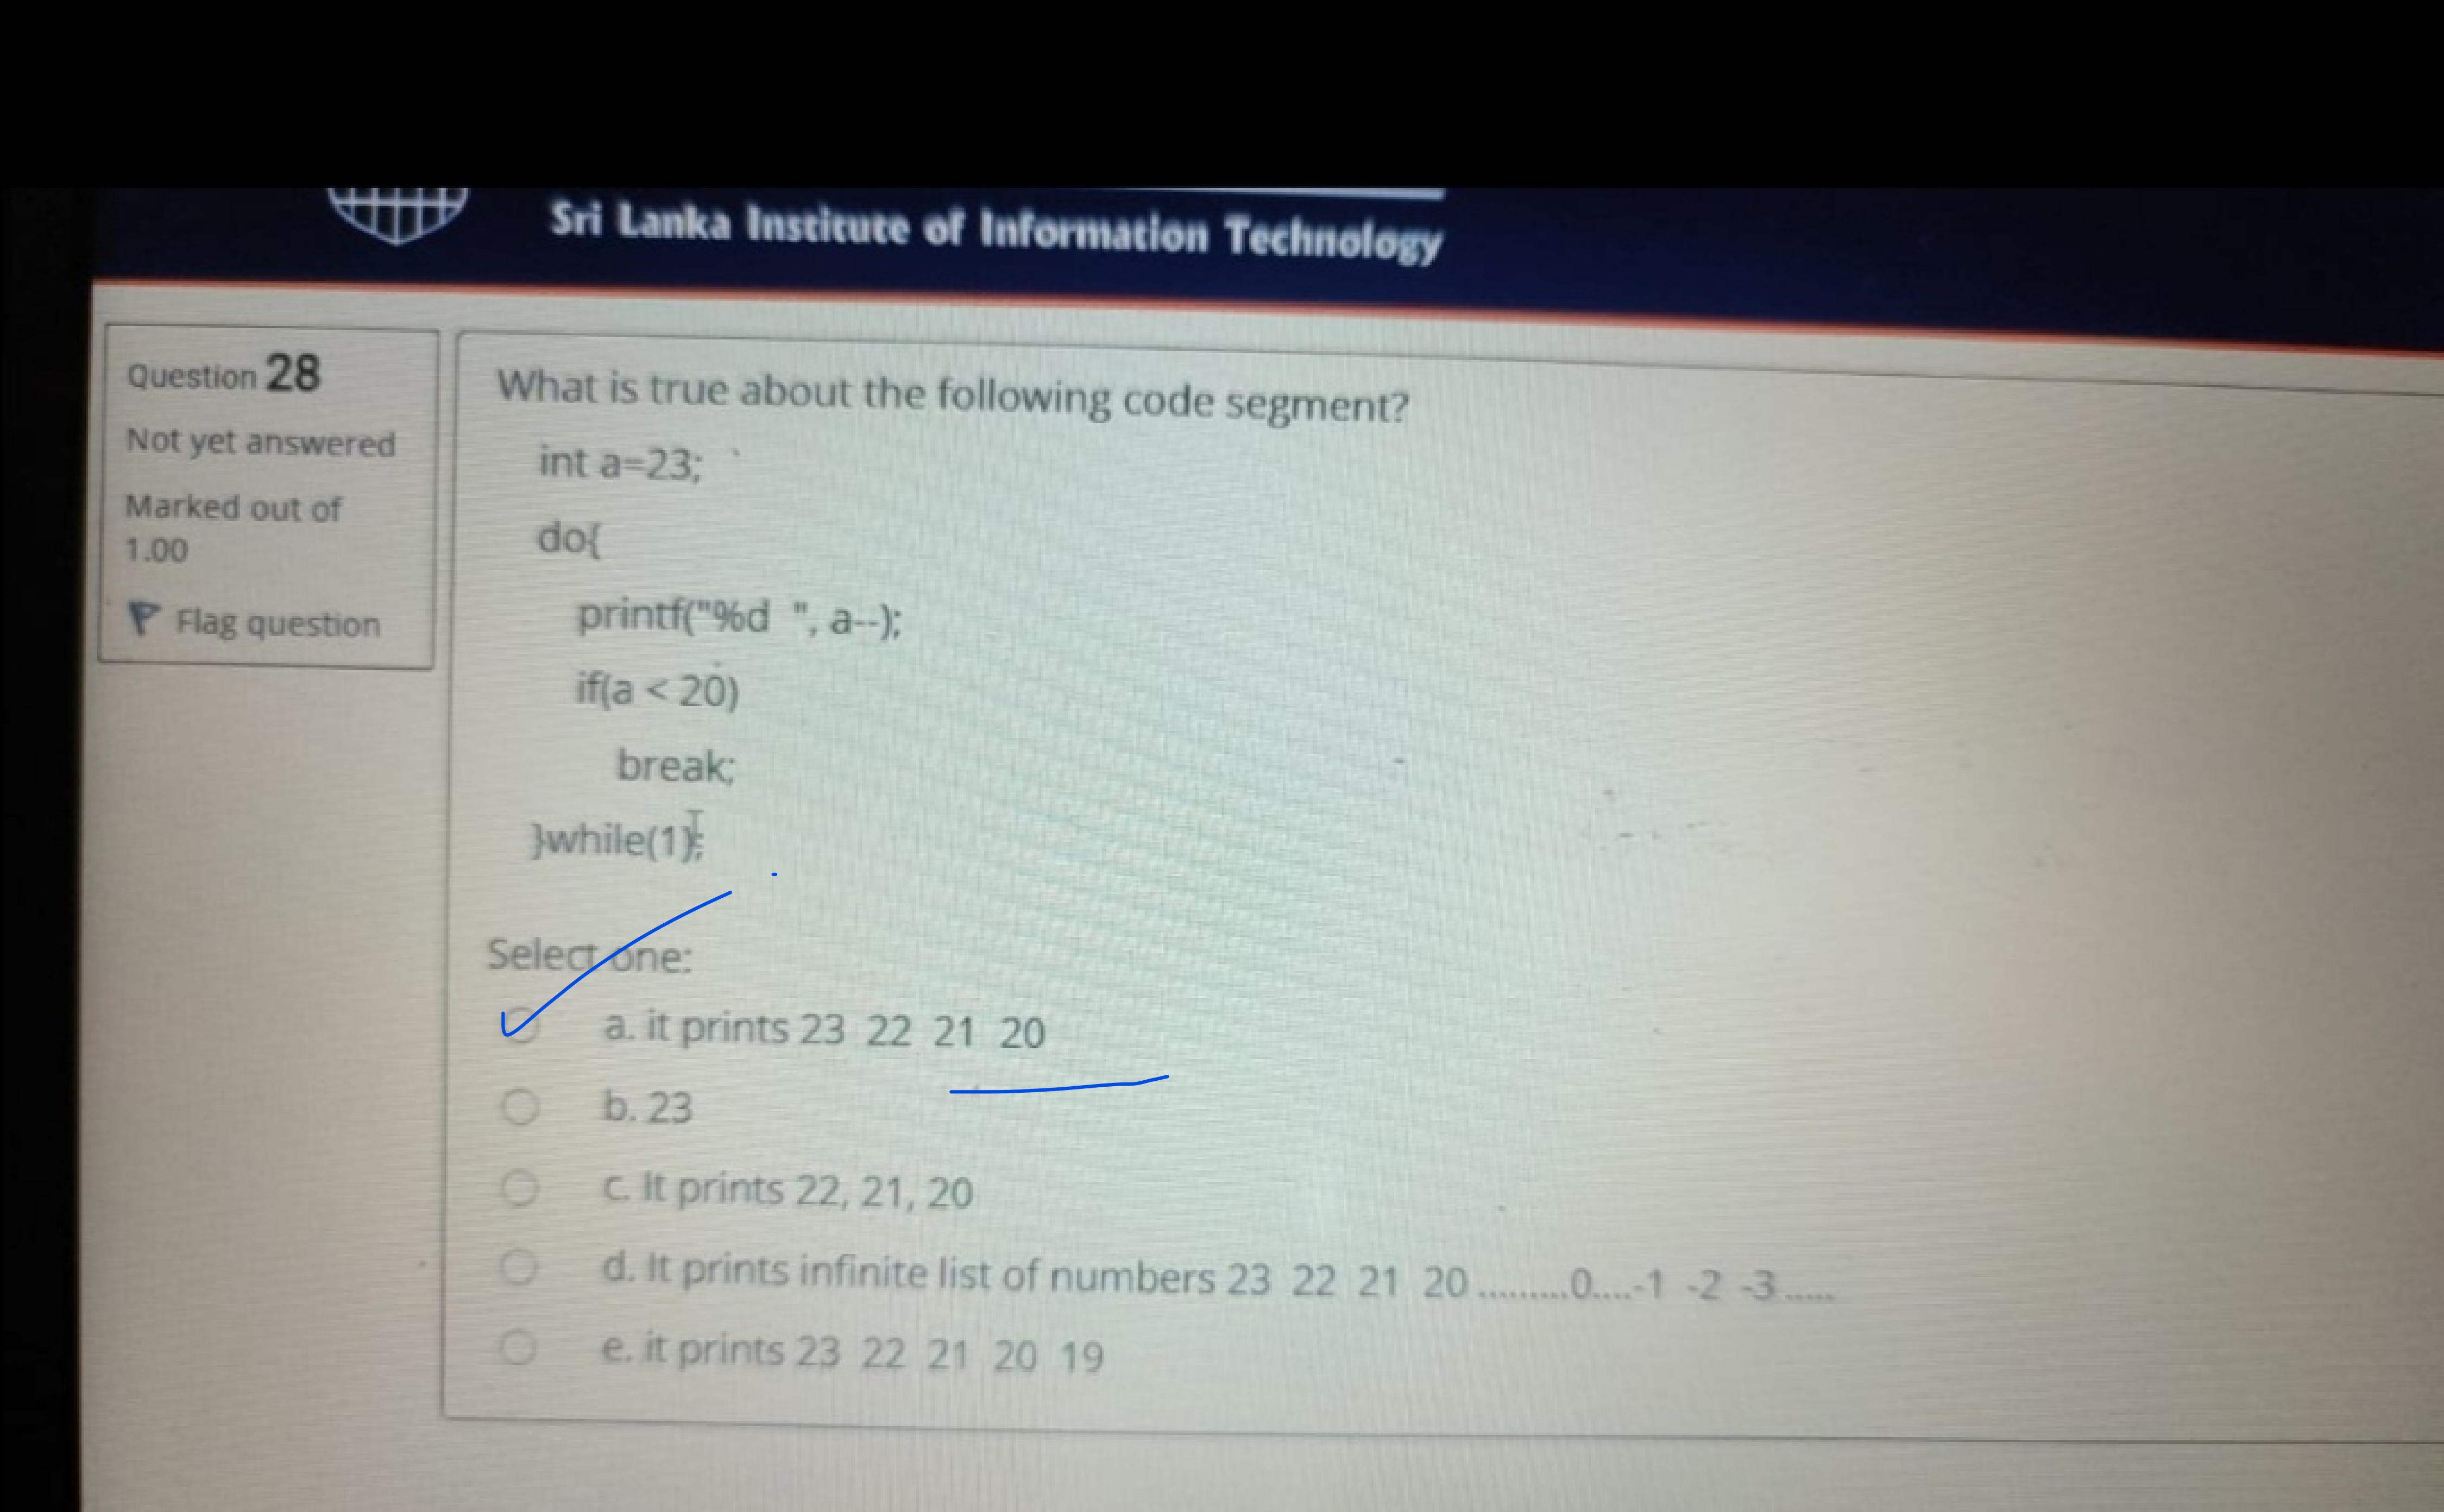 Sri Lanka Institute of Information Technology
Question 28
Not yet answered
Marked out of
1.00
Flag question
What is true about the following code segment?
int a=23;
do{
printf("%d  ", a--);
if(a < 20)
break;
}while(1);
Select one:
a. it prints 23  22  21  20
b. 23
c. It prints 22, 21, 20
d. It prints infinite list of numbers 23  22  21  20 .........0....-1  -2  -3 .....
e. it prints 23  22  21  20  19